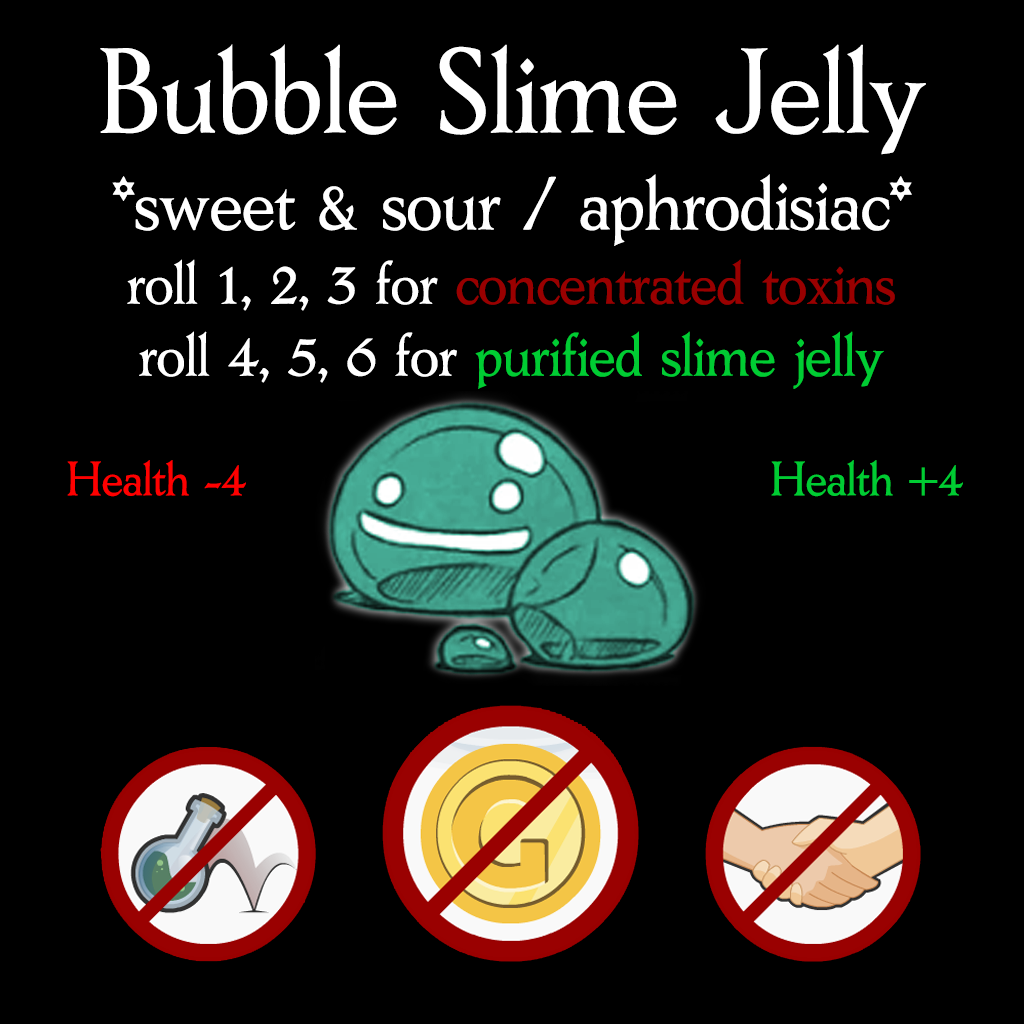 Bubble Slime Jelly
*sweet & sour / aphrodisiac*
roll 1, 2, 3 for concentrated toxins
roll 4, 5, 6 for purified slime jelly
Health -4
Health +4
G